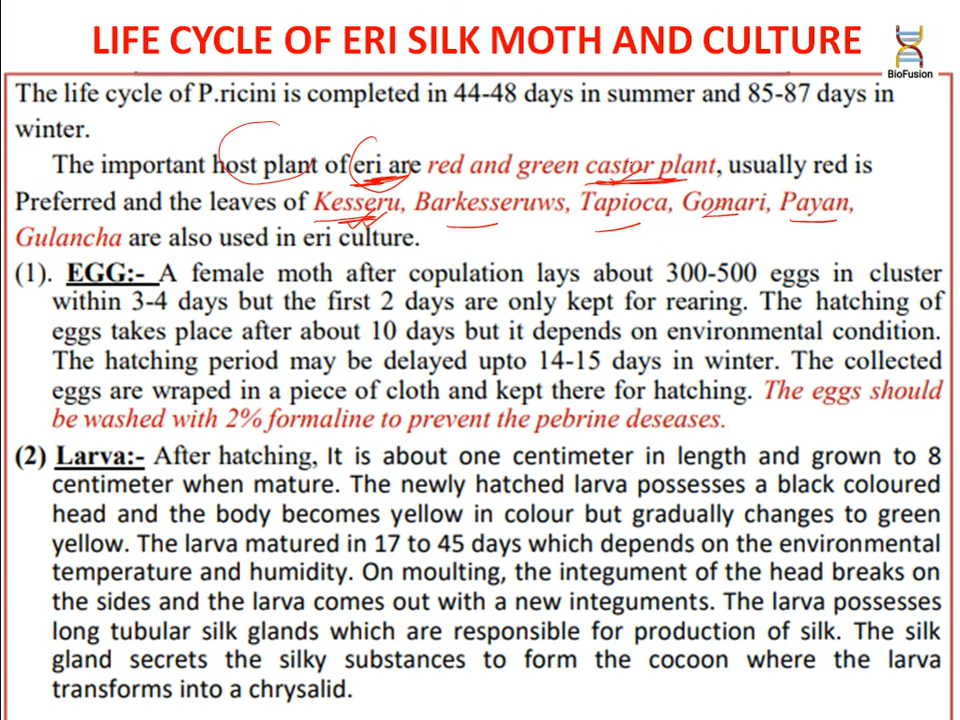 LIFE CYCLE OF ERI SILK MOTH AND CULTURE
BioFusion
The life cycle of P.ricini is completed in 44-48 days in summer and 85-87 days in
winter.
The important host plant of eri are red and green castor plant, usually red is
Preferred and the leaves of Kesseru, Barkesseruws, Tapioca, Gomari, Payan,
Gulancha are also used in eri culture.
(1). EGG:- A female moth after copulation lays about 300-500 eggs in cluster
within 3-4 days but the first 2 days are only kept for rearing. The hatching of
eggs takes place after about 10 days but it depends on environmental condition.
The hatching period may be delayed upto 14-15 days in winter. The collected
eggs are wraped in a piece of cloth and kept there for hatching. The eggs should
be washed with 2% formaline to prevent the pebrine deseases.
(2) Larva:- After hatching, It is about one centimeter in length and grown to 8
centimeter when mature. The newly hatched larva possesses a black coloured
head and the body becomes yellow in colour but gradually changes to green
yellow. The larva matured in 17 to 45 days which depends on the environmental
temperature and humidity. On moulting, the integument of the head breaks on
the sides and the larva comes out with a new integuments. The larva possesses
long tubular silk glands which are responsible for production of silk. The silk
gland secrets the silky substances to form the cocoon where the larva
transforms into a chrysalid.